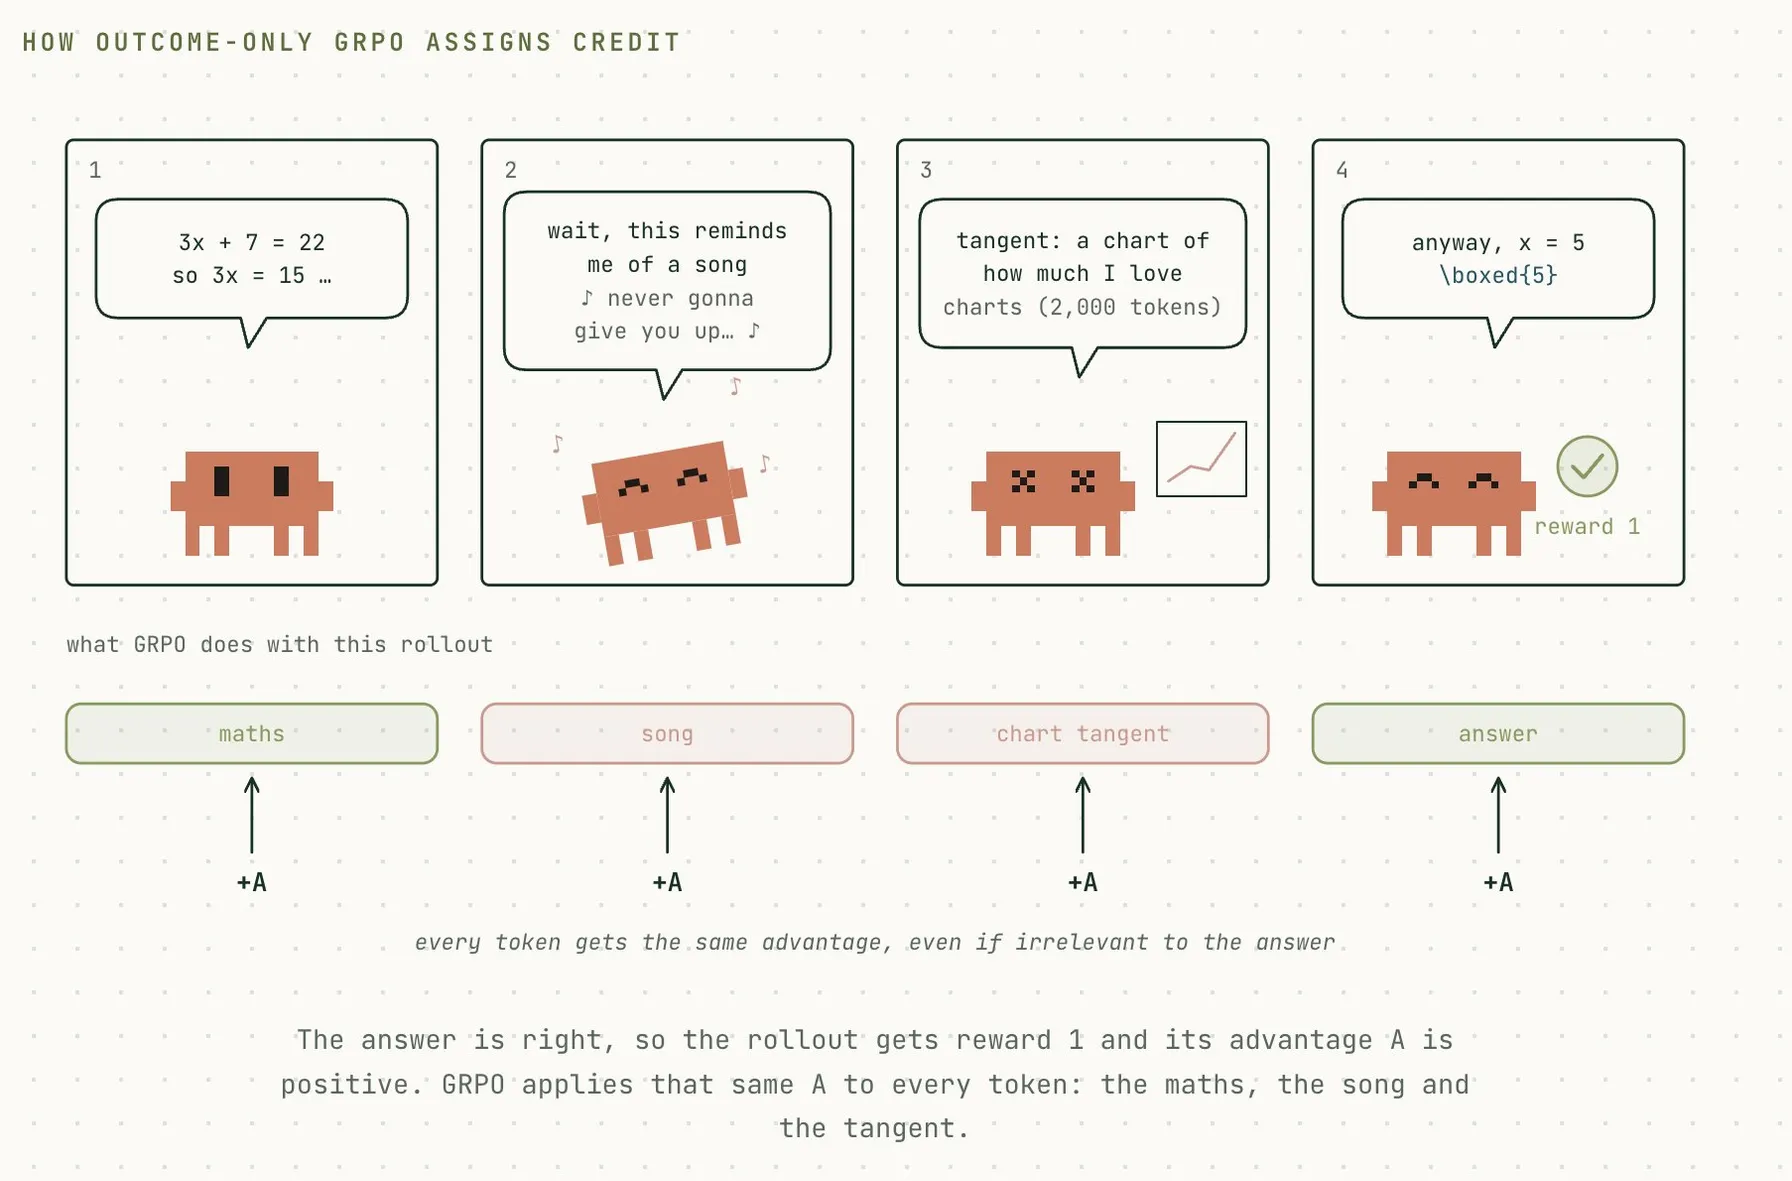 HOW OUTCOME-ONLY GRPO ASSIGNS CREDIT
1
3x + 7 = 22
so 3x = 15 …
2
wait, this reminds
me of a song
♪ never gonna
give you up… ♪
♪
♪
♪
3
tangent: a chart of
how much I love
charts (2,000 tokens)
4
anyway, x = 5
\boxed{5}
reward 1
what GRPO does with this rollout
maths
song
chart tangent
answer
+A
+A
+A
+A
every token gets the same advantage, even if irrelevant to the answer
The answer is right, so the rollout gets reward 1 and its advantage A is
positive. GRPO applies that same A to every token: the maths, the song and
the tangent.